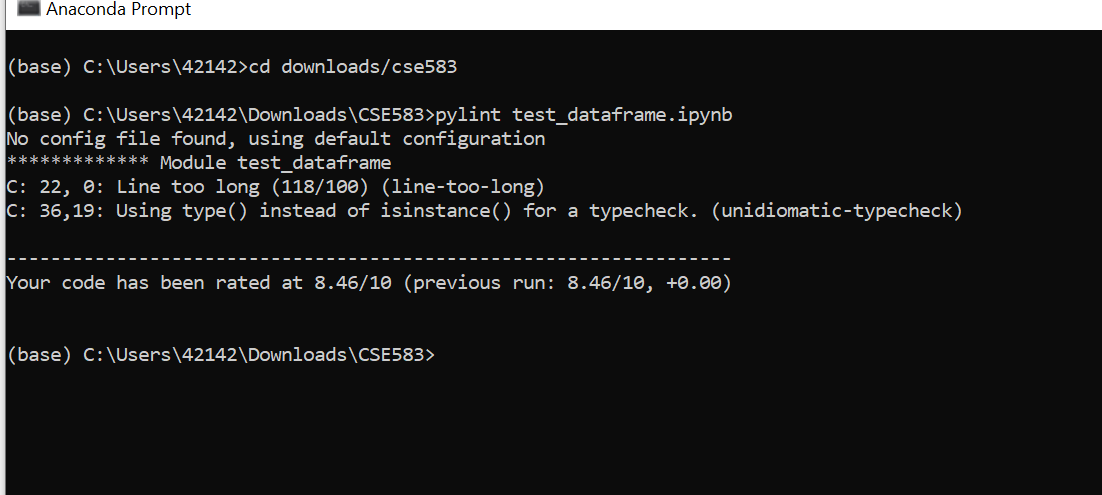 Anaconda Prompt
(base) C:\Users\42142>cd downloads/cse583
(base) C:\Users\42142\Downloads\CSE583>pylint test_dataframe.ipynb
No config file found, using default configuration
************* Module test_dataframe
C: 22, 0: Line too long (118/100) (line-too-long)
C: 36,19: Using type() instead of isinstance() for a typecheck. (unidiomatic-typecheck)
------------------------------------------------------------------
Your code has been rated at 8.46/10 (previous run: 8.46/10, +0.00)
(base) C:\Users\42142\Downloads\CSE583>